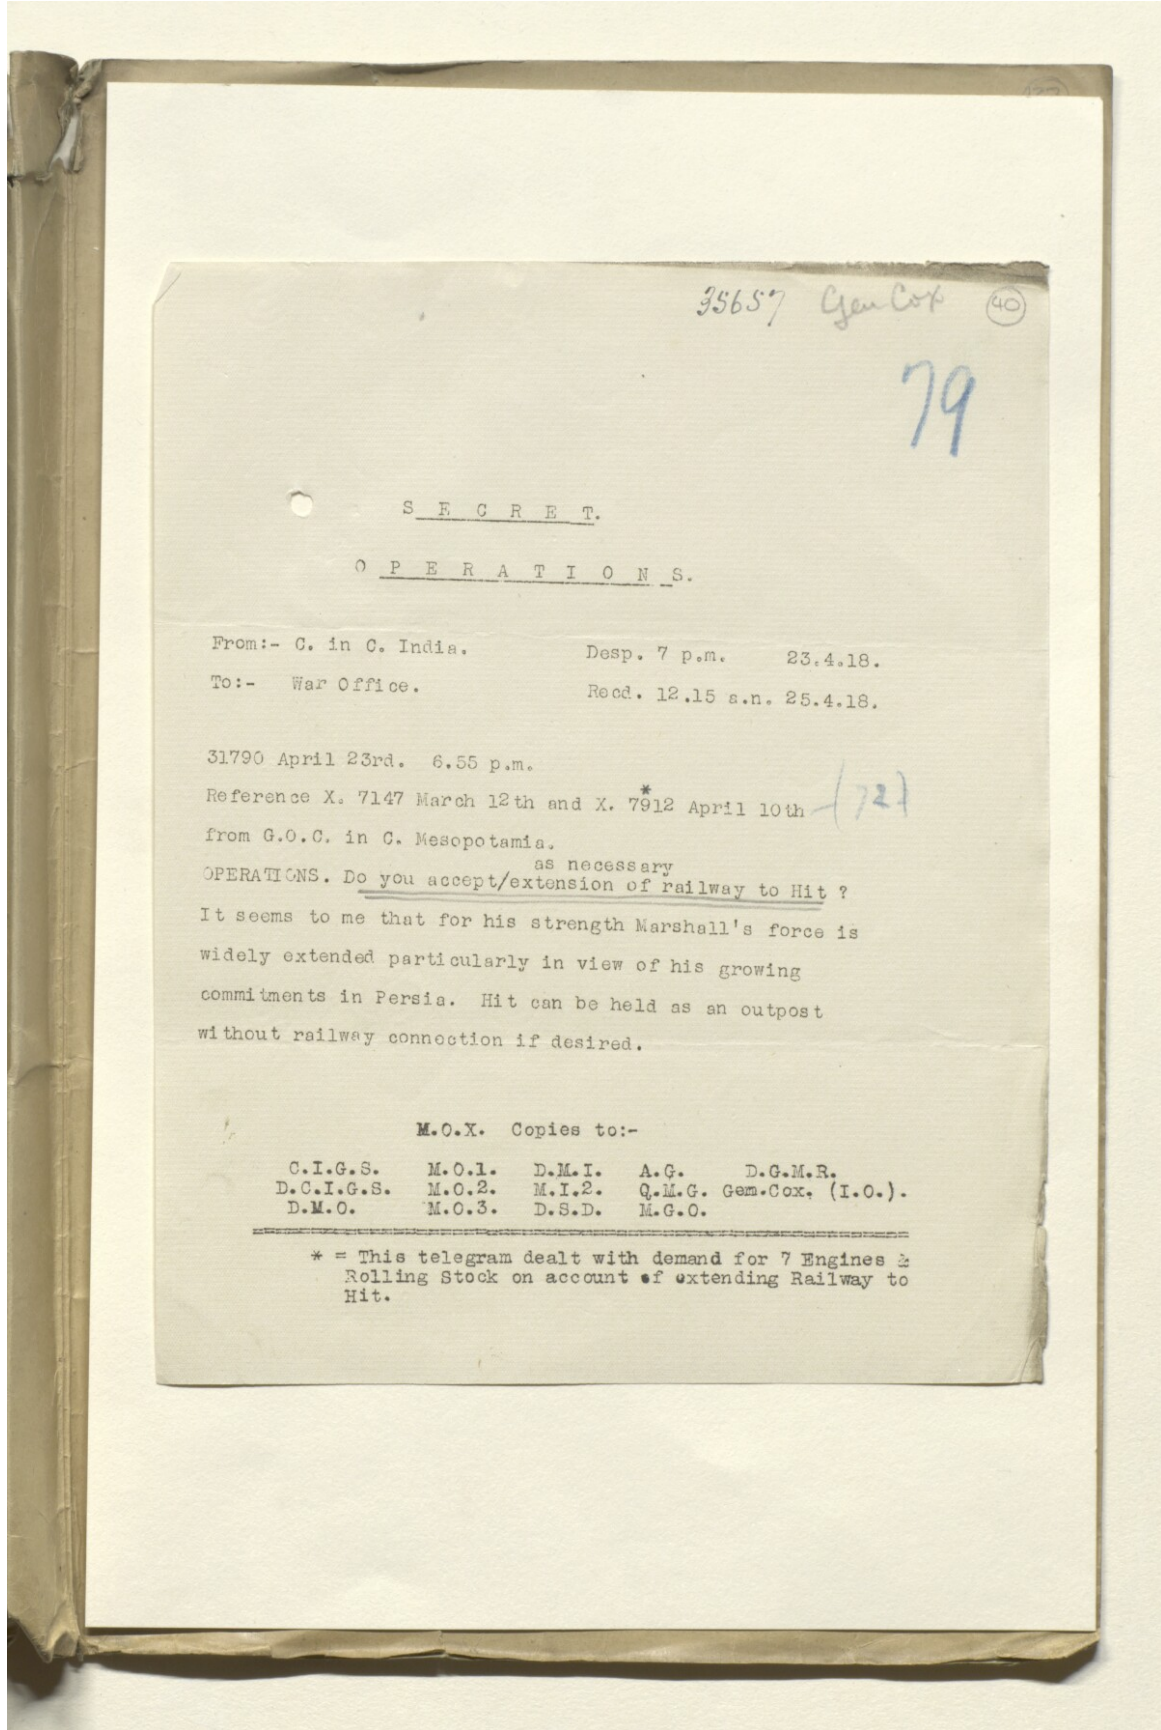 35657 Gen Cox 40
79
S E C R E T.
O P E R A T I O N S.
From:- C. in C. India. Desp. 7 p.m. 23.4.18.
To:- War Office. Recd. 12.15 a.m. 25.4.18.
31790 April 23rd. 6.55 p.m.
Reference X. 7147 March 12th and X. 7912* April 10th (72)
from G.O.C. in C. Mesopotamia.
as necessary
OPERATIONS. Do you accept/extension of railway to Hit ?
It seems to me that for his strength Marshall's force is
widely extended particularly in view of his growing
commitments in Persia. Hit can be held as an outpost
without railway connection if desired.
M.O.X. Copies to:-
C.I.G.S. M.O.1. D.M.I. A.G. D.G.M.R.
D.C.I.G.S. M.O.2. M.I.2. Q.M.G. Gem.Cox. (I.O.).
D.M.O. M.O.3. D.S.D. M.G.O.
* = This telegram dealt with demand for 7 Engines &
Rolling Stock on account of extending Railway to
Hit.